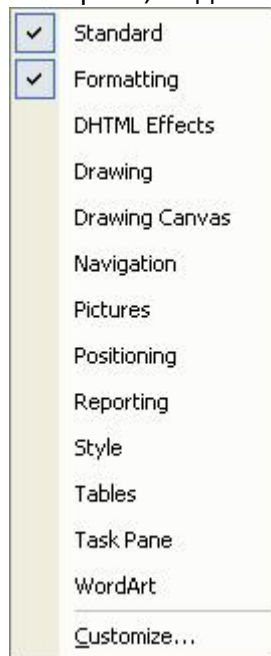 Standard
Formatting
DHTML Effects
Drawing
Drawing Canvas
Navigation
Pictures
Positioning
Reporting
Style
Tables
Task Pane
WordArt
Customize...